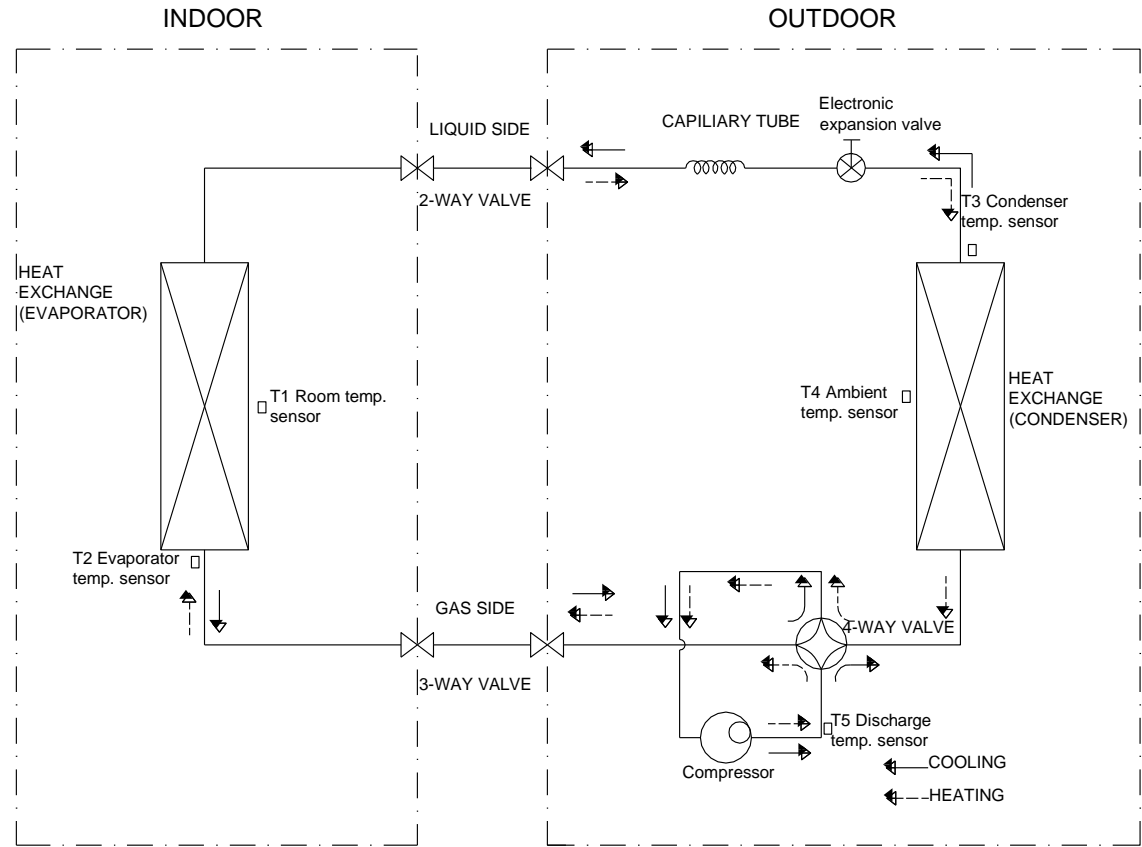 INDOOR
OUTDOOR
LIQUID SIDE
CAPILIARY TUBE
Electronic
expansion valve
2-WAY VALVE
T3 Condenser
temp. sensor
HEAT
EXCHANGE
(EVAPORATOR)
T1 Room temp.
sensor
T4 Ambient
temp. sensor
HEAT
EXCHANGE
(CONDENSER)
T2 Evaporator
temp. sensor
GAS SIDE
4-WAY VALVE
3-WAY VALVE
T5 Discharge
temp. sensor
Compressor
COOLING
HEATING